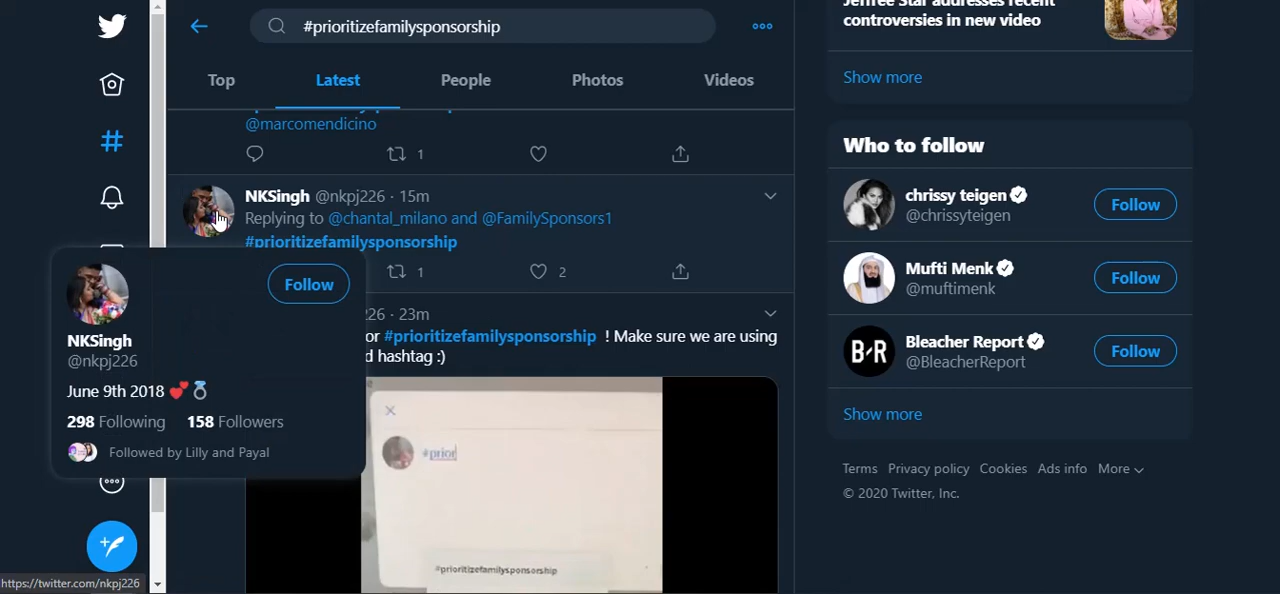 #prioritizefamilysponsorship
Top
Latest
People
Photos
Videos
@marcomendicino
1
NKSingh @nkpj226 · 15m
Replying to @chantal_milano and @FamilySponsors1
#prioritizefamilysponsorship
1
2
NKSingh
@nkpj226
June 9th 2018
298 Following 158 Followers
Followed by Lilly and Payal
Follow
226 · 23m
or #prioritizefamilysponsorship ! Make sure we are using
d hashtag :)
#prior
#prioritizefamilysponsorship
https://twitter.com/nkpj226
Jeffree Star addresses recent
controversies in new video
Show more
Who to follow
chrissy teigen
@chrissyteigen
Follow
Mufti Menk
@muftimenk
Follow
B/R
Bleacher Report
@BleacherReport
Follow
Show more
Terms Privacy policy Cookies Ads info More
© 2020 Twitter, Inc.